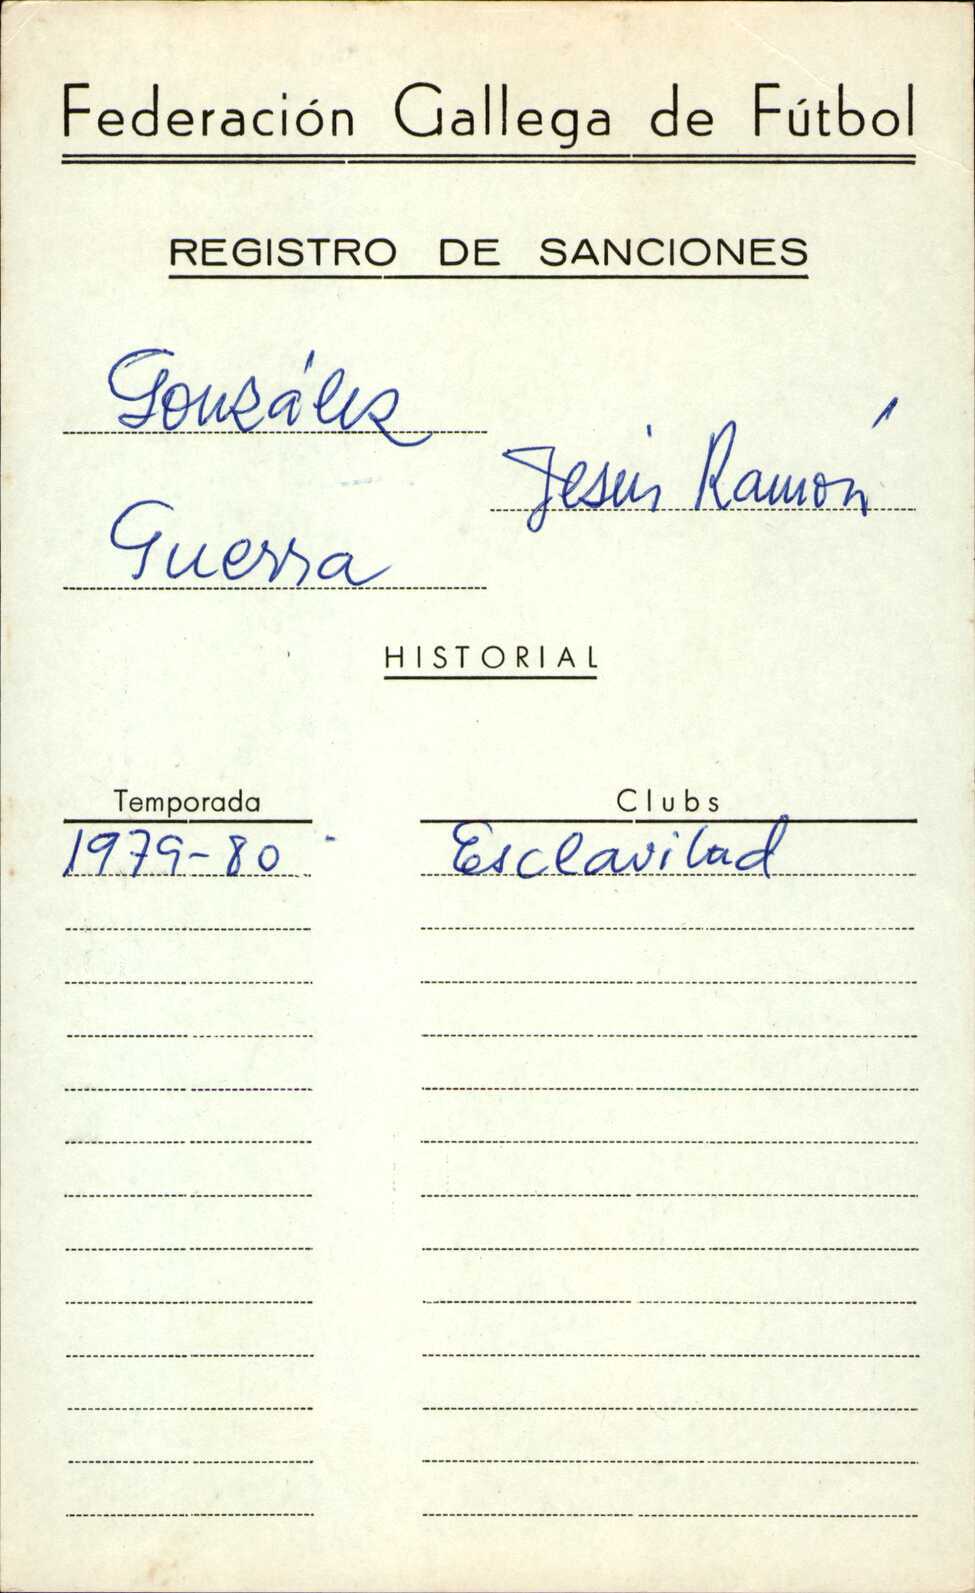 Federación Gallega de Fútbol
REGISTRO DE SANCIONES
González
Jesús Ramón
Guerra
HISTORIAL
Temporada Clubs
1979-80 Esclavitud